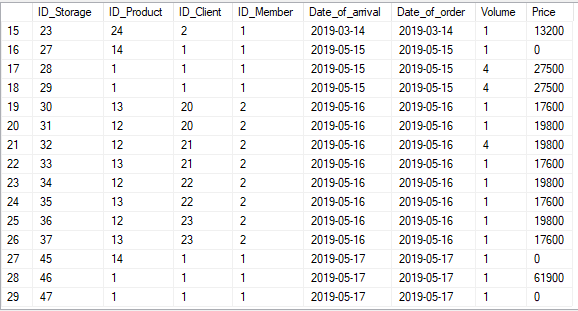 ID_Storage ID_Product ID_Client ID_Member Date_of_arrival Date_of_order Volume Price
15 23 24 2 1 2019-03-14 2019-03-14 1 13200
16 27 14 1 1 2019-05-15 2019-05-15 1 0
17 28 1 1 1 2019-05-15 2019-05-15 4 27500
18 29 1 1 1 2019-05-15 2019-05-15 4 27500
19 30 13 20 2 2019-05-16 2019-05-16 1 17600
20 31 12 20 2 2019-05-16 2019-05-16 1 19800
21 32 12 21 2 2019-05-16 2019-05-16 4 19800
22 33 13 21 2 2019-05-16 2019-05-16 1 17600
23 34 12 22 2 2019-05-16 2019-05-16 1 19800
24 35 13 22 2 2019-05-16 2019-05-16 1 17600
25 36 12 23 2 2019-05-16 2019-05-16 1 19800
26 37 13 23 2 2019-05-16 2019-05-16 1 17600
27 45 14 1 1 2019-05-17 2019-05-17 1 0
28 46 1 1 1 2019-05-17 2019-05-17 1 61900
29 47 1 1 1 2019-05-17 2019-05-17 1 0